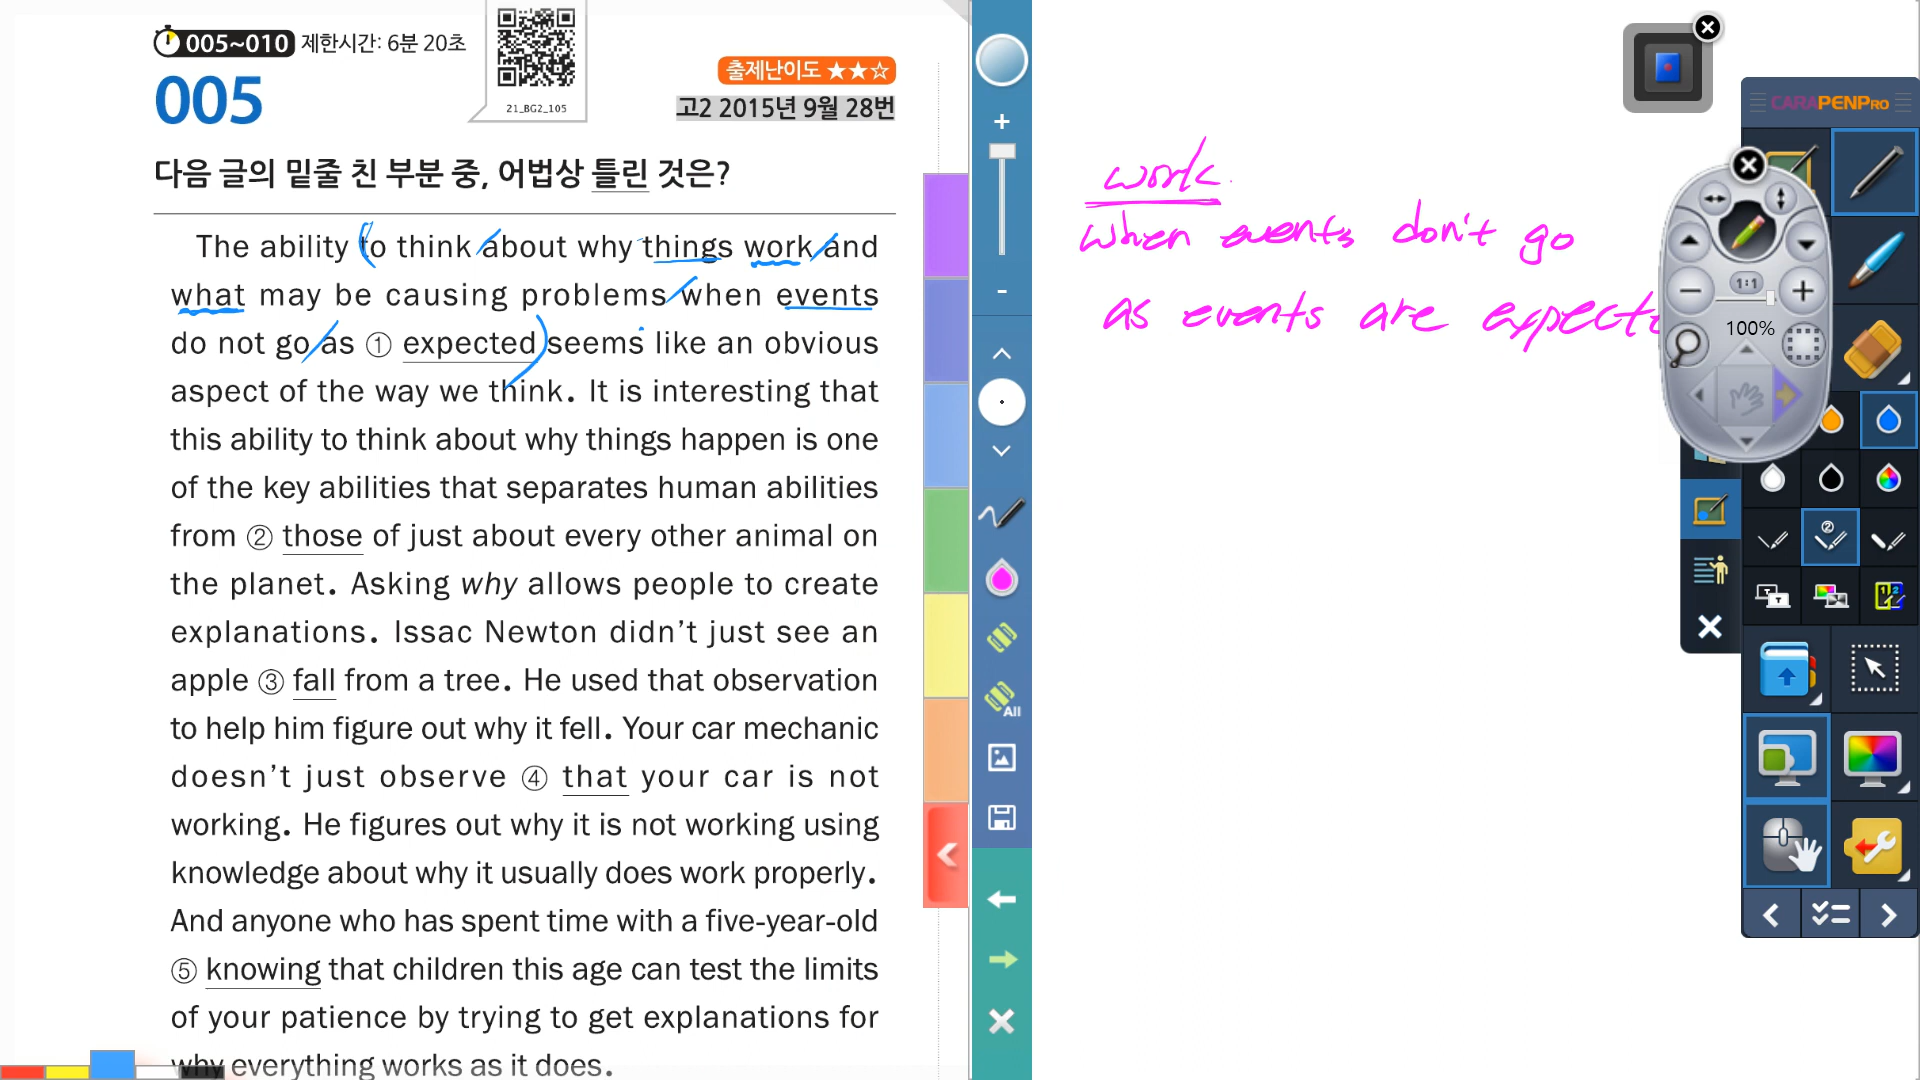 005~010 제한시간: 6분 20초
21_BG2_105
출제난이도 ★★☆
005
고2 2015년 9월 28번
다음 글의 밑줄 친 부분 중, 어법상 틀린 것은?
The ability to think about why things work and
what may be causing problems when events
do not go as ① expected seems like an obvious
aspect of the way we think. It is interesting that
this ability to think about why things happen is one
of the key abilities that separates human abilities
from ② those of just about every other animal on
the planet. Asking why allows people to create
explanations. Issac Newton didn't just see an
apple ③ fall from a tree. He used that observation
to help him figure out why it fell. Your car mechanic
doesn't just observe ④ that your car is not
working. He figures out why it is not working using
knowledge about why it usually does work properly.
And anyone who has spent time with a five-year-old
⑤ knowing that children this age can test the limits
of your patience by trying to get explanations for
why everything works as it does.
work.
when events don't go
as events are
CARAPENPRO
1:1
100%
All